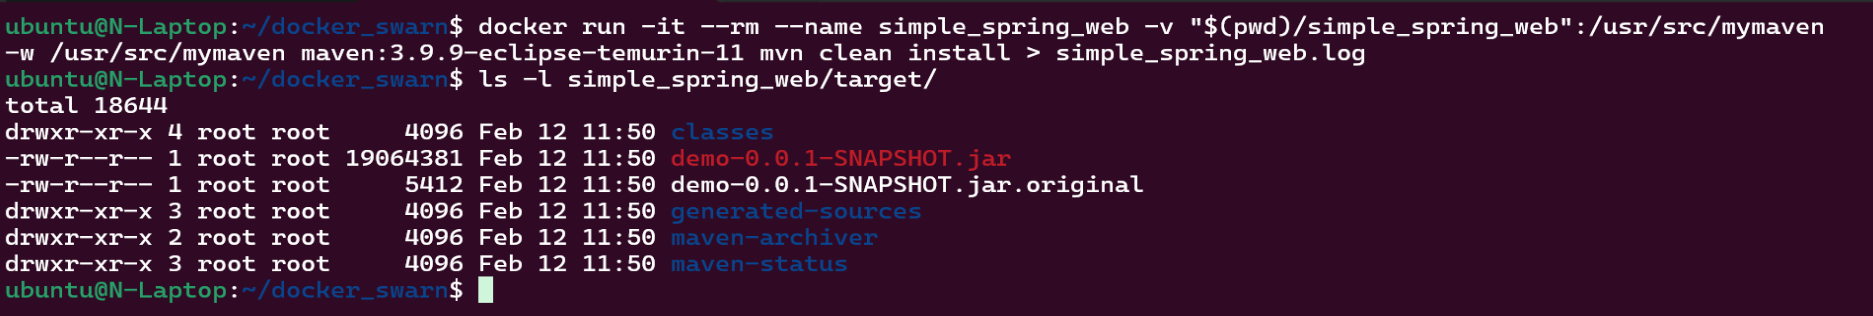 ubuntu@N-Laptop:~/docker_swarn$ docker run -it --rm --name simple_spring_web -v "$(pwd)/simple_spring_web":/usr/src/mymaven
-w /usr/src/mymaven maven:3.9.9-eclipse-temurin-11 mvn clean install > simple_spring_web.log
ubuntu@N-Laptop:~/docker_swarn$ ls -l simple_spring_web/target/
total 18644
drwxr-xr-x 4 root root     4096 Feb 12 11:50 classes
-rw-r--r-- 1 root root 19064381 Feb 12 11:50 demo-0.0.1-SNAPSHOT.jar
-rw-r--r-- 1 root root     5412 Feb 12 11:50 demo-0.0.1-SNAPSHOT.jar.original
drwxr-xr-x 3 root root     4096 Feb 12 11:50 generated-sources
drwxr-xr-x 2 root root     4096 Feb 12 11:50 maven-archiver
drwxr-xr-x 3 root root     4096 Feb 12 11:50 maven-status
ubuntu@N-Laptop:~/docker_swarn$